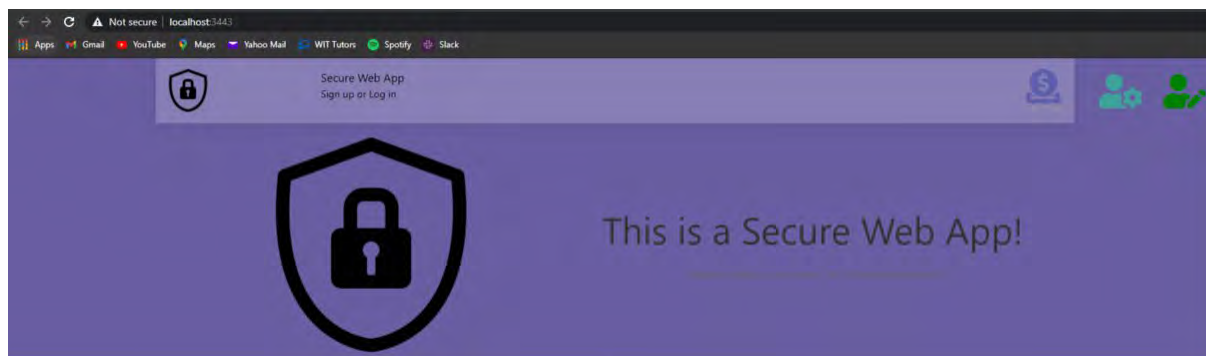 Not secure | localhost:3443
Apps Gmail YouTube Maps Yahoo Mail WIT Tutors Spotify Slack
Secure Web App
Sign up or Log in
$
This is a Secure Web App!